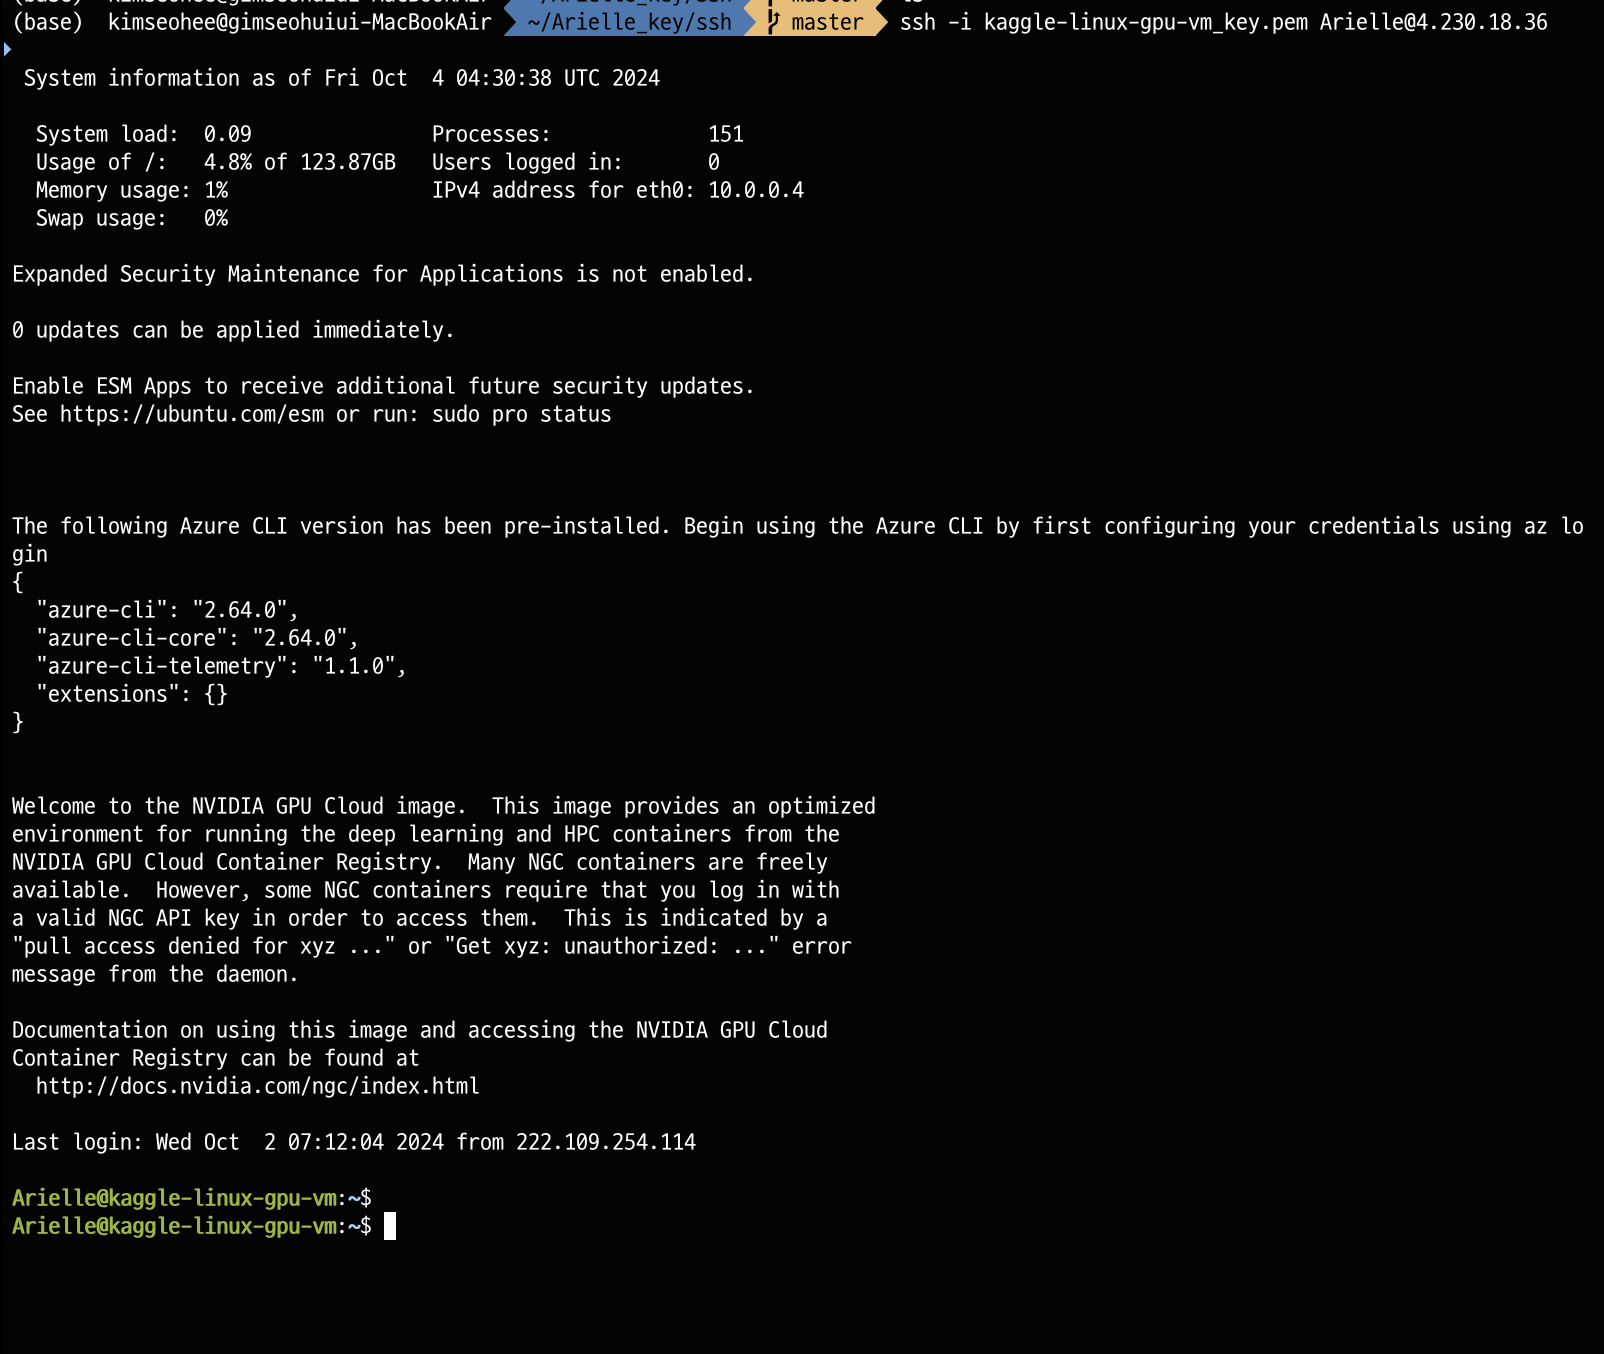 (base) kimseohee@gimseohuiui-MacBookAir ~/Arielle_key/ssh master ls
(base) kimseohee@gimseohuiui-MacBookAir ~/Arielle_key/ssh master ssh -i kaggle-linux-gpu-vm_key.pem Arielle@4.230.18.36
System information as of Fri Oct  4 04:30:38 UTC 2024
System load:  0.09               Processes:             151
Usage of /:   4.8% of 123.87GB   Users logged in:       0
Memory usage: 1%                 IPv4 address for eth0: 10.0.0.4
Swap usage:   0%
Expanded Security Maintenance for Applications is not enabled.
0 updates can be applied immediately.
Enable ESM Apps to receive additional future security updates.
See https://ubuntu.com/esm or run: sudo pro status
The following Azure CLI version has been pre-installed. Begin using the Azure CLI by first configuring your credentials using az lo
gin
{
  "azure-cli": "2.64.0",
  "azure-cli-core": "2.64.0",
  "azure-cli-telemetry": "1.1.0",
  "extensions": {}
}
Welcome to the NVIDIA GPU Cloud image.  This image provides an optimized
environment for running the deep learning and HPC containers from the
NVIDIA GPU Cloud Container Registry.  Many NGC containers are freely
available.  However, some NGC containers require that you log in with
a valid NGC API key in order to access them.  This is indicated by a
"pull access denied for xyz ..." or "Get xyz: unauthorized: ..." error
message from the daemon.
Documentation on using this image and accessing the NVIDIA GPU Cloud
Container Registry can be found at
  http://docs.nvidia.com/ngc/index.html
Last login: Wed Oct  2 07:12:04 2024 from 222.109.254.114
Arielle@kaggle-linux-gpu-vm:~$
Arielle@kaggle-linux-gpu-vm:~$